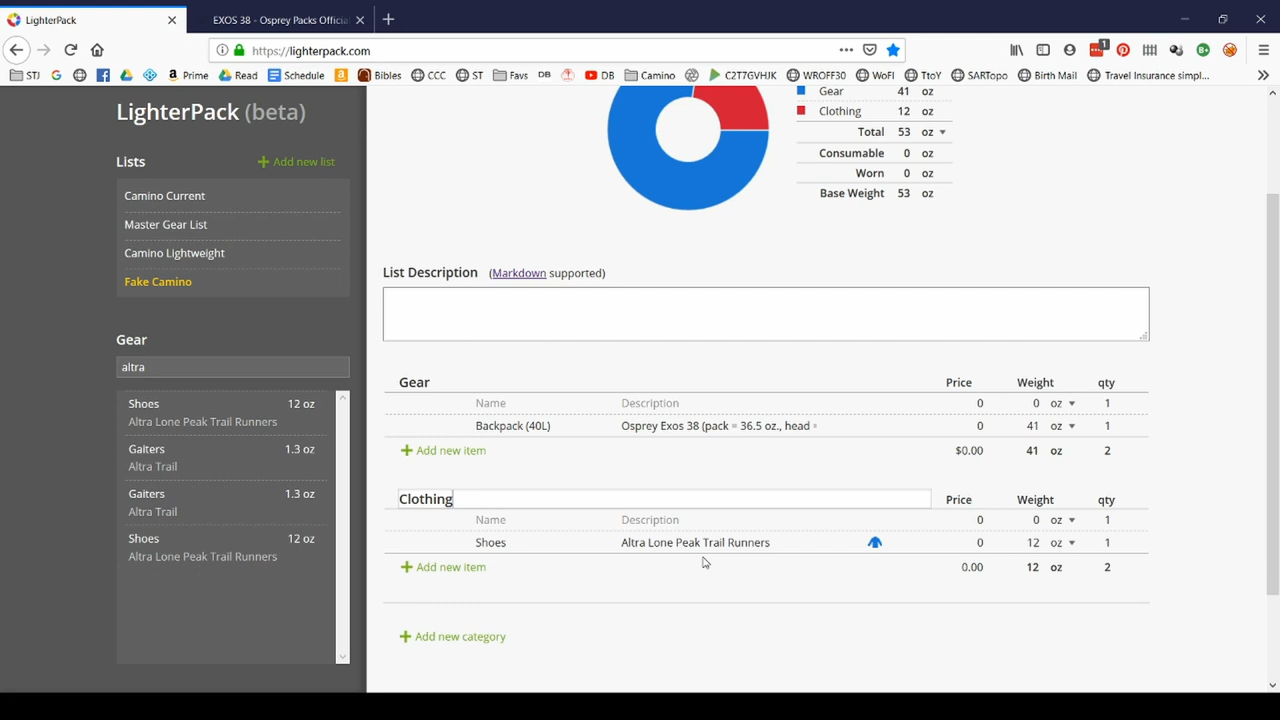 LighterPack
EXOS 38 - Osprey Packs Official
https://lighterpack.com
1
STJ
Prime
Read
Schedule
Bibles
CCC
ST
Favs
DB
DB
Camino
C2T7GVHJK
WROFF30
WoFI
TtoY
SARTopo
Birth Mail
Travel Insurance simpl...
LighterPack (beta)
Lists
Add new list
Camino Current
Master Gear List
Camino Lightweight
Fake Camino
Gear
altra
Shoes 12 oz
Altra Lone Peak Trail Runners
Gaiters 1.3 oz
Altra Trail
Gaiters 1.3 oz
Altra Trail
Shoes 12 oz
Altra Lone Peak Trail Runners
Gear 41 oz
Clothing 12 oz
Total 53 oz
Consumable 0 oz
Worn 0 oz
Base Weight 53 oz
List Description (Markdown supported)
Gear Price Weight qty
Name Description 0 0 oz 1
Backpack (40L) Osprey Exos 38 (pack = 36.5 oz., head = 0 41 oz 1
Add new item $0.00 41 oz 2
Clothing Price Weight qty
Name Description 0 0 oz 1
Shoes Altra Lone Peak Trail Runners 0 12 oz 1
Add new item 0.00 12 oz 2
Add new category